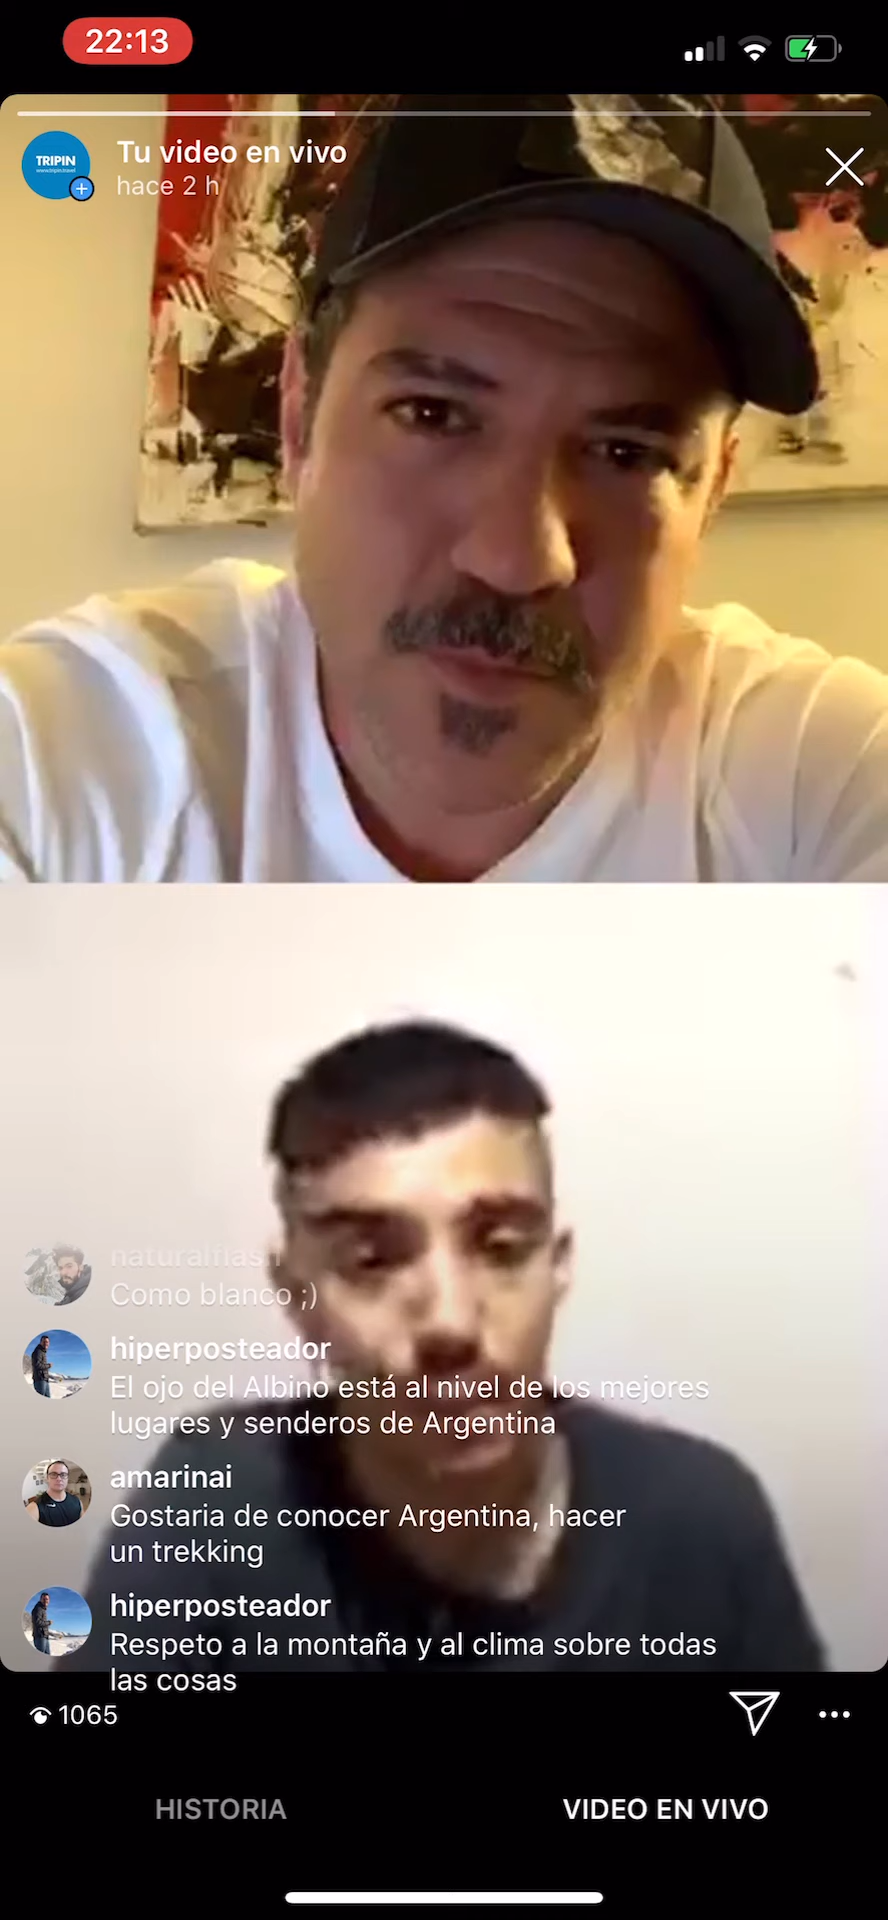 22:13
TRIPIN
Tu video en vivo
hace 2 h
naturalflash
Como blanco ;)
hiperposteador
El ojo del Albino está al nivel de los mejores
lugares y senderos de Argentina
amarinai
Gostaria de conocer Argentina, hacer
un trekking
hiperposteador
Respeto a la montaña y al clima sobre todas
las cosas
1065
HISTORIA
VIDEO EN VIVO